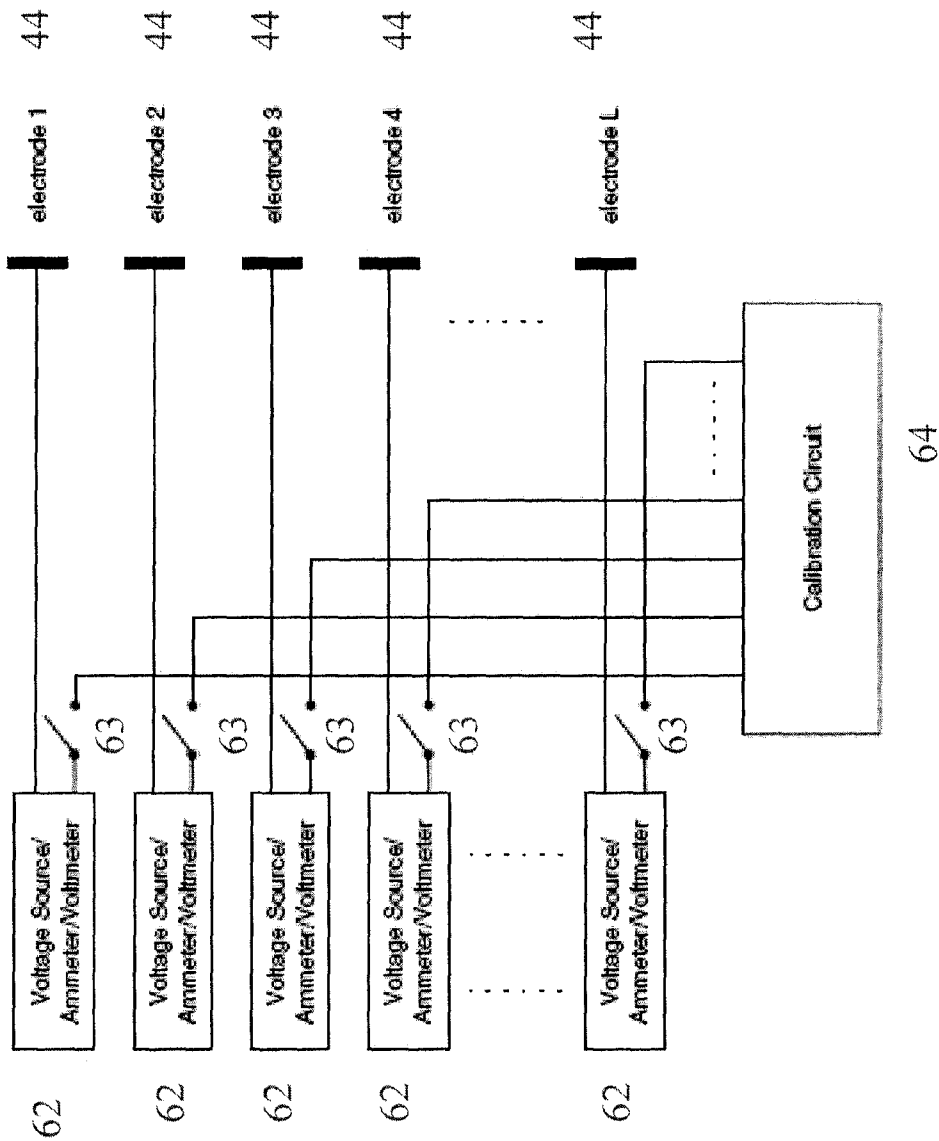 44
44
44
44
44
electrode 1
electrode 2
electrode 3
electrode 4
electrode L
63
63
63
63
63
Voltage Source/
Ammeter/Voltmeter
Voltage Source/
Ammeter/Voltmeter
Voltage Source/
Ammeter/Voltmeter
Voltage Source/
Ammeter/Voltmeter
Voltage Source/
Ammeter/Voltmeter
62
62
62
62
62
Calibration Circuit
64